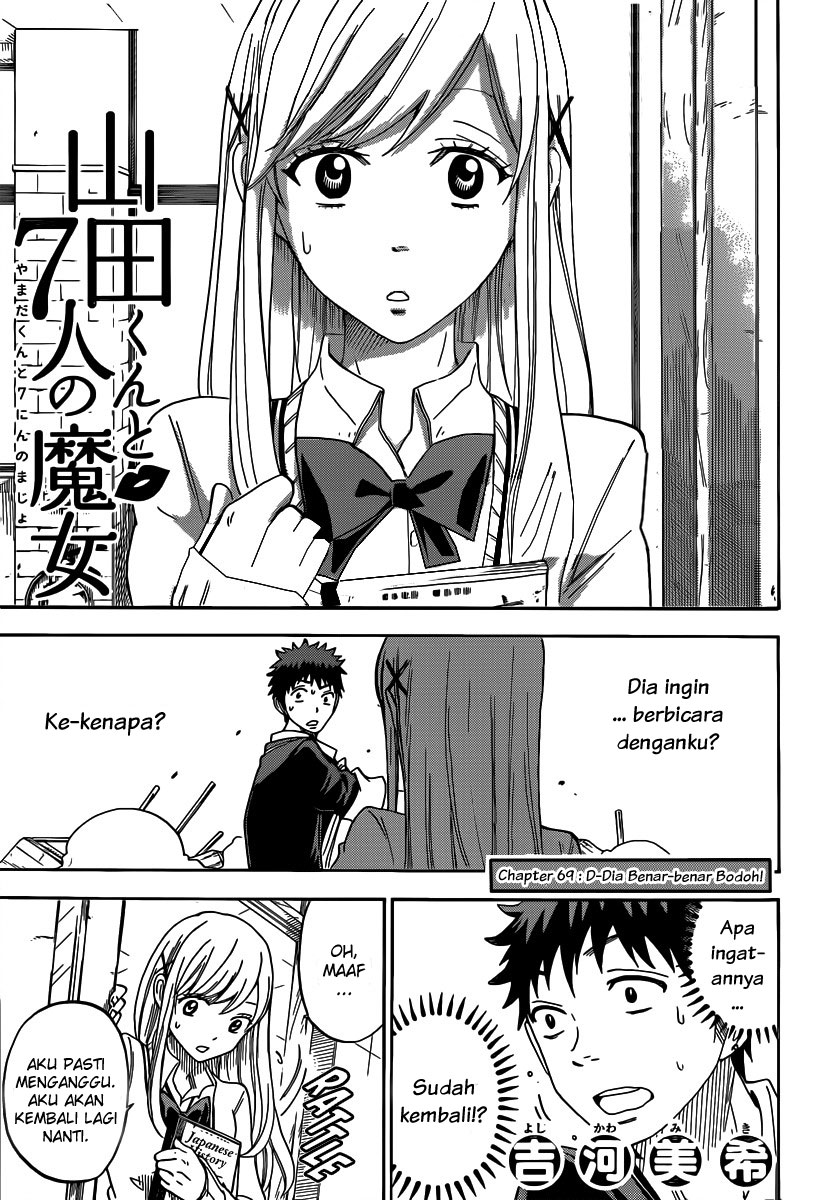 山田くんと
7人の魔女
やまだくんと7にんのまじょ
Dia ingin
... berbicara
denganku?
Ke-kenapa?
Chapter 69 : D-Dia Benar-benar Bodoh!
Apa
ingat-
annya
...
Sudah
kembali!?
よし かわ み き
吉河美希
OH,
MAAF
...
RATTLE
AKU PASTI
MENGANGGU.
AKU AKAN
KEMBALI LAGI
NANTI.
Japanese
History